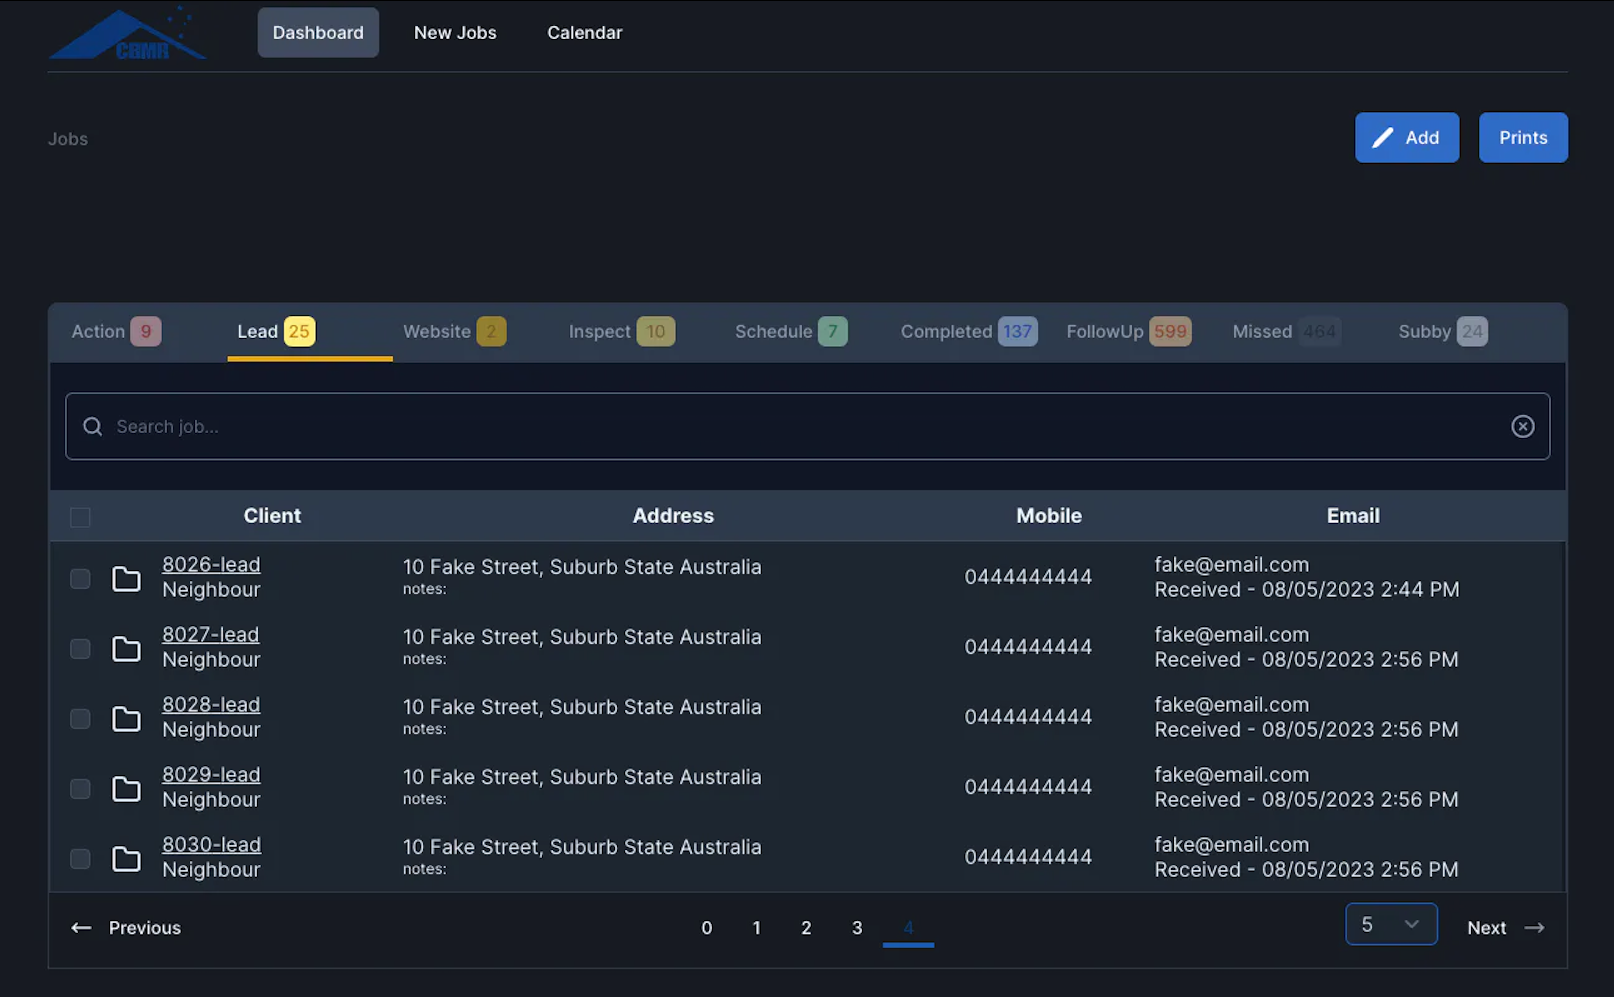 CBMR
Dashboard New Jobs Calendar
Jobs
Add Prints
Action 9 Lead 25 Website 2 Inspect 10 Schedule 7 Completed 137 FollowUp 599 Missed 464 Subby 24
Search job...
Client Address Mobile Email
8026-lead
Neighbour
10 Fake Street, Suburb State Australia
notes:
0444444444
fake@email.com
Received - 08/05/2023 2:44 PM
8027-lead
Neighbour
10 Fake Street, Suburb State Australia
notes:
0444444444
fake@email.com
Received - 08/05/2023 2:56 PM
8028-lead
Neighbour
10 Fake Street, Suburb State Australia
notes:
0444444444
fake@email.com
Received - 08/05/2023 2:56 PM
8029-lead
Neighbour
10 Fake Street, Suburb State Australia
notes:
0444444444
fake@email.com
Received - 08/05/2023 2:56 PM
8030-lead
Neighbour
10 Fake Street, Suburb State Australia
notes:
0444444444
fake@email.com
Received - 08/05/2023 2:56 PM
← Previous 0 1 2 3 4 5 Next →